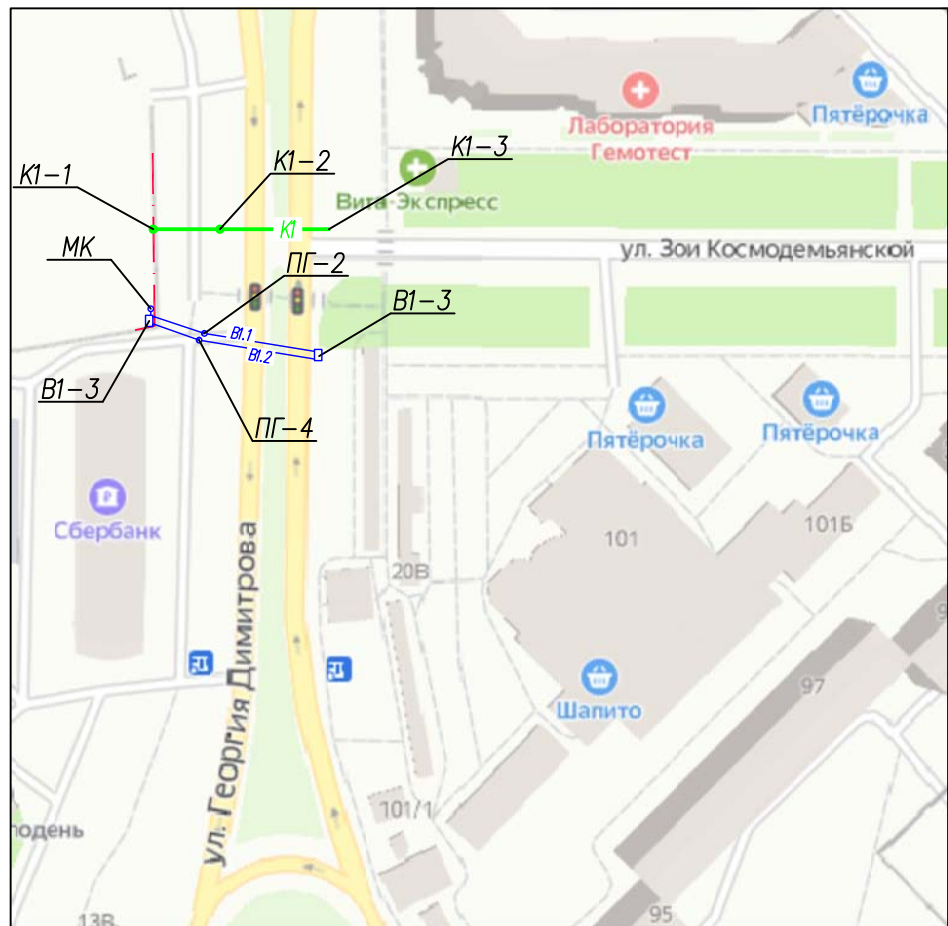 Пятёрочка
Лаборатория
Гемотест
К1-3
К1-2
К1-1
Вита-Экспресс
К1
МК
ПГ-2
ул. Зои Космодемьянской
В1-3
В1.1
В1.2
В1-3
ПГ-4
Пятёрочка
Пятёрочка
Сбербанк
101
101Б
20В
ул. Георгия Димитрова
97
Шапито
101/1
95
13В